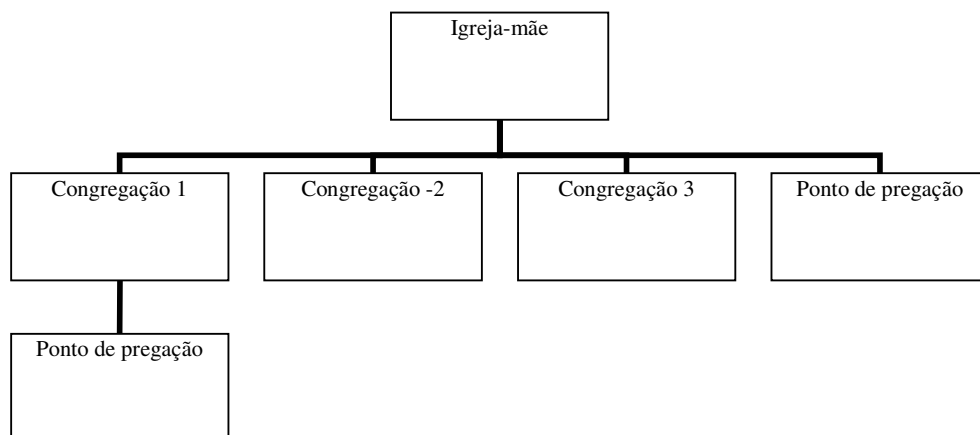 Igreja-mãe
Congregação 1
Congregação -2
Congregação 3
Ponto de pregação
Ponto de pregação